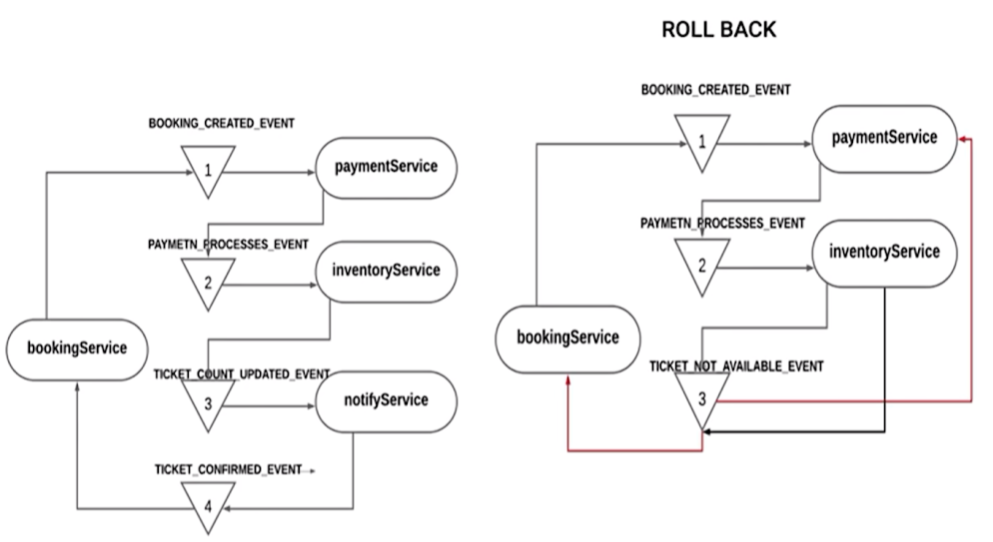 BOOKING_CREATED_EVENT
1
paymentService
PAYMETN_PROCESSES_EVENT
2
inventoryService
bookingService
TICKET_COUNT_UPDATED_EVENT
3
notifyService
TICKET_CONFIRMED_EVENT
4
ROLL BACK
BOOKING_CREATED_EVENT
1
paymentService
PAYMETN_PROCESSES_EVENT
2
inventoryService
bookingService
TICKET_NOT_AVAILABLE_EVENT
3